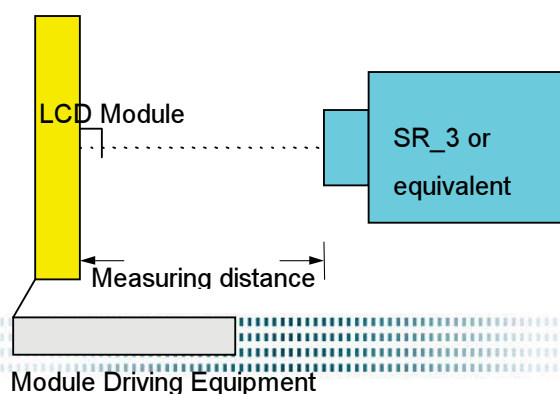 LCD Module
SR_3 or
equivalent
Measuring distance
Module Driving Equipment